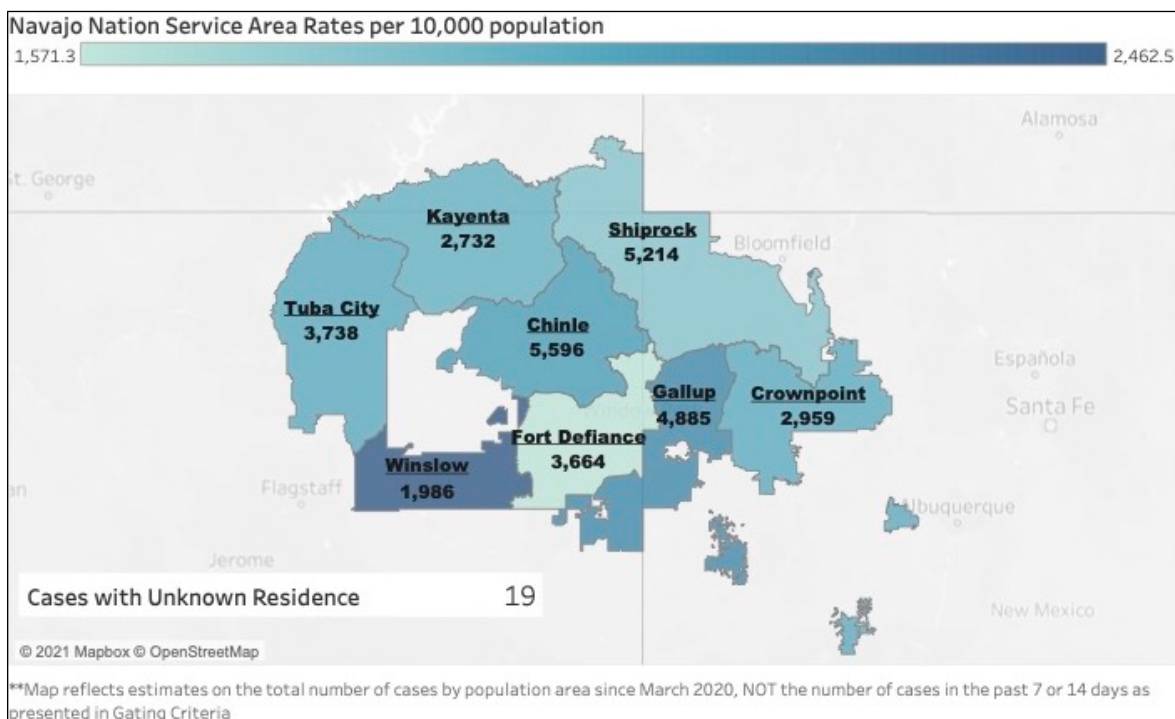 Navajo Nation Service Area Rates per 10,000 population
1,571.3
2,462.5
Alamosa
St. George
Kayenta
2,732
Shiprock
5,214
Bloomfield
Tuba City
3,738
Chinle
5,596
Española
Gallup
4,885
Crownpoint
2,959
Santa Fe
Fort Defiance
3,664
Winslow
1,986
Flagstaff
Albuquerque
Jerome
Cases with Unknown Residence 19
New Mexico
© 2021 Mapbox © OpenStreetMap
**Map reflects estimates on the total number of cases by population area since March 2020, NOT the number of cases in the past 7 or 14 days as
presented in Gating Criteria